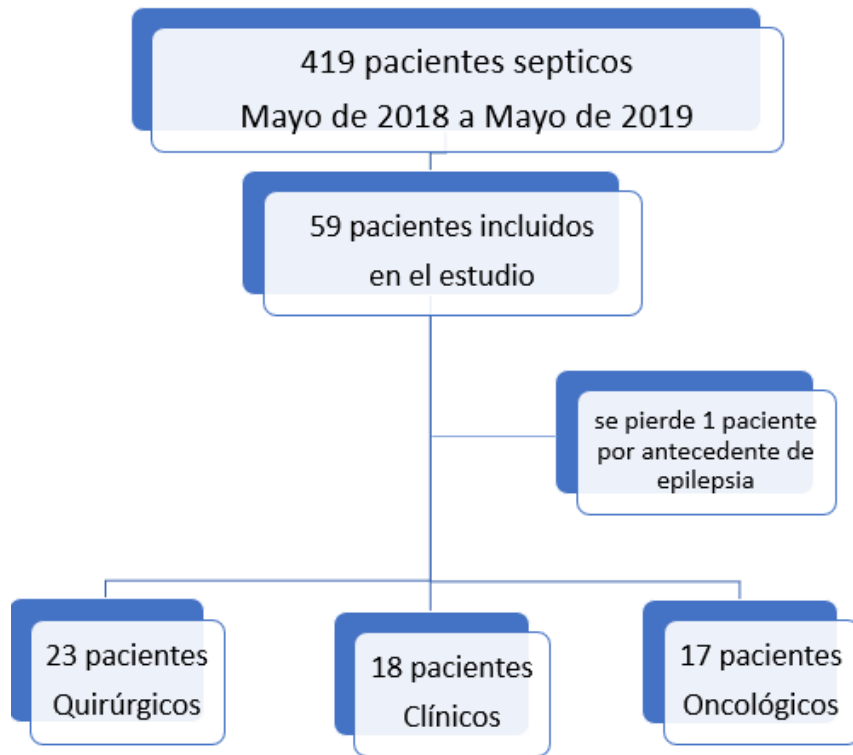 419 pacientes septicos
Mayo de 2018 a Mayo de 2019
59 pacientes incluidos
en el estudio
se pierde 1 paciente
por antecedente de
epilepsia
23 pacientes
Quirúrgicos
18 pacientes
Clínicos
17 pacientes
Oncológicos